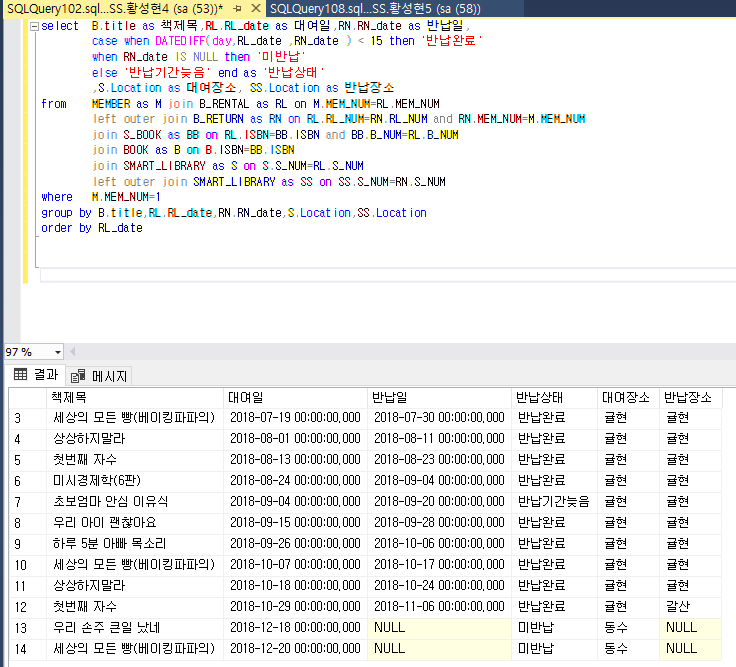 SQLQuery102.sql...SS.황성현4 (sa (53))* SQLQuery108.sql...SS.황성현5 (sa (58))
select B.title as 책제목,RL.RL_date as 대여일,RN.RN_date as 반납일,
case when DATEDIFF(day,RL_date ,RN_date ) < 15 then '반납완료'
when RN_date IS NULL then '미반납'
else '반납기간늦음' end as '반납상태'
,S.Location as 대여장소, SS.Location as 반납장소
from MEMBER as M join B_RENTAL as RL on M.MEM_NUM=RL.MEM_NUM
left outer join B_RETURN as RN on RL.RL_NUM=RN.RL_NUM and RN.MEM_NUM=M.MEM_NUM
join S_BOOK as BB on RL.ISBN=BB.ISBN and BB.B_NUM=RL.B_NUM
join BOOK as B on B.ISBN=BB.ISBN
join SMART_LIBRARY as S on S.S_NUM=RL.S_NUM
left outer join SMART_LIBRARY as SS on SS.S_NUM=RN.S_NUM
where M.MEM_NUM=1
group by B.title,RL.RL_date,RN.RN_date,S.Location,SS.Location
order by RL_date
97 %
결과 메시지
책제목 대여일 반납일 반납상태 대여장소 반납장소
3 세상의 모든 빵(베이킹파파의) 2018-07-19 00:00:00,000 2018-07-30 00:00:00,000 반납완료 귤현 귤현
4 상상하지말라 2018-08-01 00:00:00,000 2018-08-11 00:00:00,000 반납완료 귤현 귤현
5 첫번째 자수 2018-08-13 00:00:00,000 2018-08-23 00:00:00,000 반납완료 귤현 귤현
6 미시경제학(6판) 2018-08-24 00:00:00,000 2018-09-04 00:00:00,000 반납완료 귤현 귤현
7 초보엄마 안심 이유식 2018-09-04 00:00:00,000 2018-09-20 00:00:00,000 반납기간늦음 귤현 귤현
8 우리 아이 괜찮아요 2018-09-15 00:00:00,000 2018-09-28 00:00:00,000 반납완료 귤현 귤현
9 하루 5분 아빠 목소리 2018-09-26 00:00:00,000 2018-10-06 00:00:00,000 반납완료 귤현 귤현
10 세상의 모든 빵(베이킹파파의) 2018-10-07 00:00:00,000 2018-10-17 00:00:00,000 반납완료 귤현 귤현
11 상상하지말라 2018-10-18 00:00:00,000 2018-10-24 00:00:00,000 반납완료 귤현 귤현
12 첫번째 자수 2018-10-29 00:00:00,000 2018-11-06 00:00:00,000 반납완료 귤현 갈산
13 우리 손주 큰일 났네 2018-12-18 00:00:00,000 NULL 미반납 동수 NULL
14 세상의 모든 빵(베이킹파파의) 2018-12-20 00:00:00,000 NULL 미반납 동수 NULL